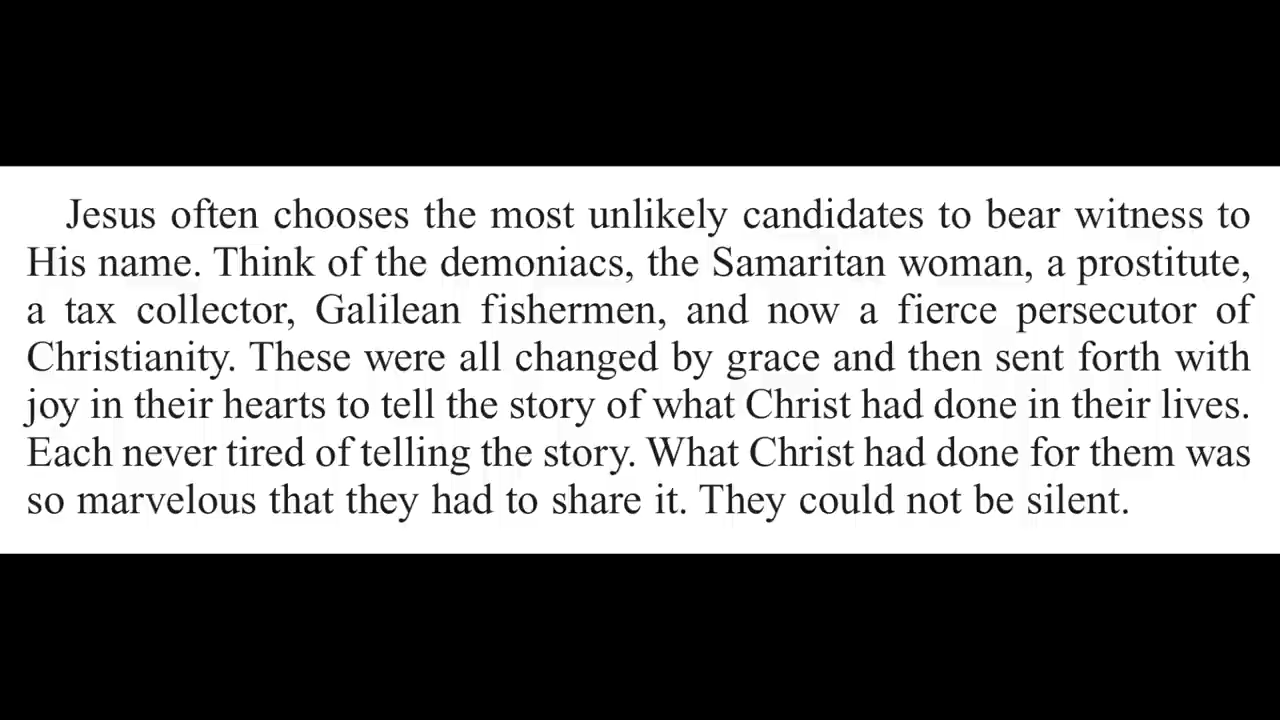 Jesus often chooses the most unlikely candidates to bear witness to
His name. Think of the demoniacs, the Samaritan woman, a prostitute,
a tax collector, Galilean fishermen, and now a fierce persecutor of
Christianity. These were all changed by grace and then sent forth with
joy in their hearts to tell the story of what Christ had done in their lives.
Each never tired of telling the story. What Christ had done for them was
so marvelous that they had to share it. They could not be silent.